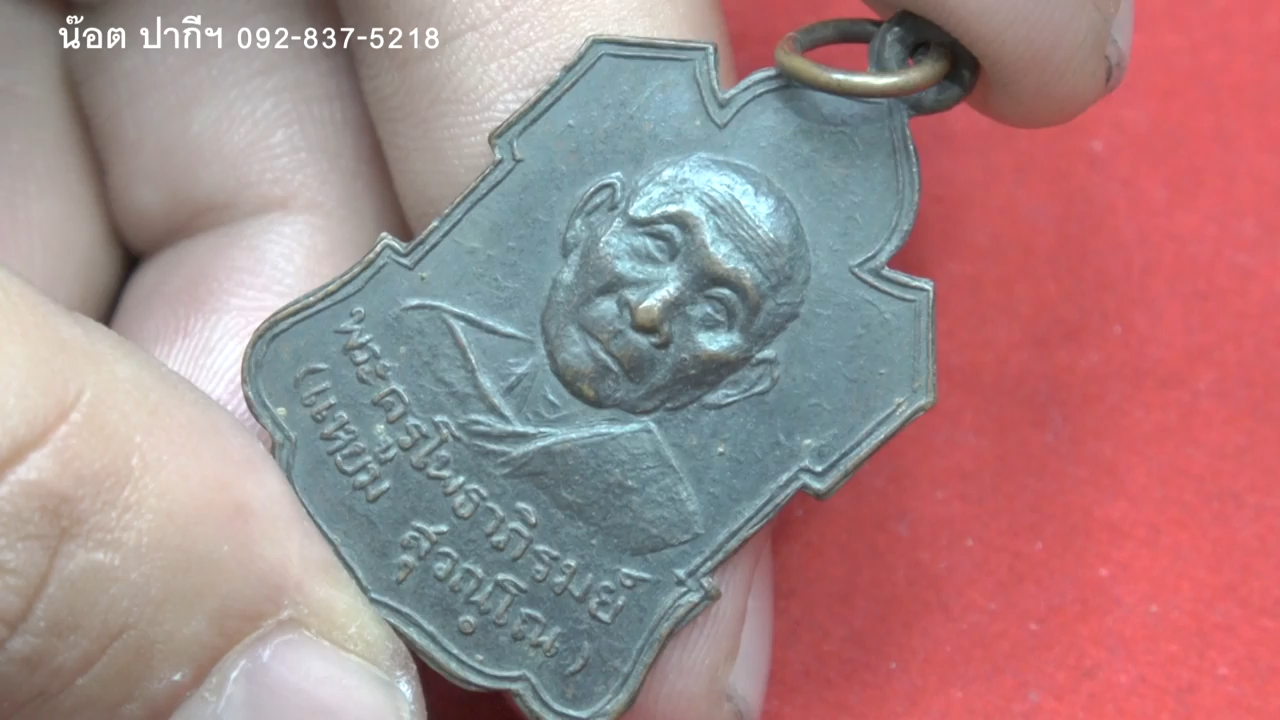 น๊อต ปากีฯ 092-837-5218
พระครูโพธาภิรมย์
(แหยม สุวณฺโณ)